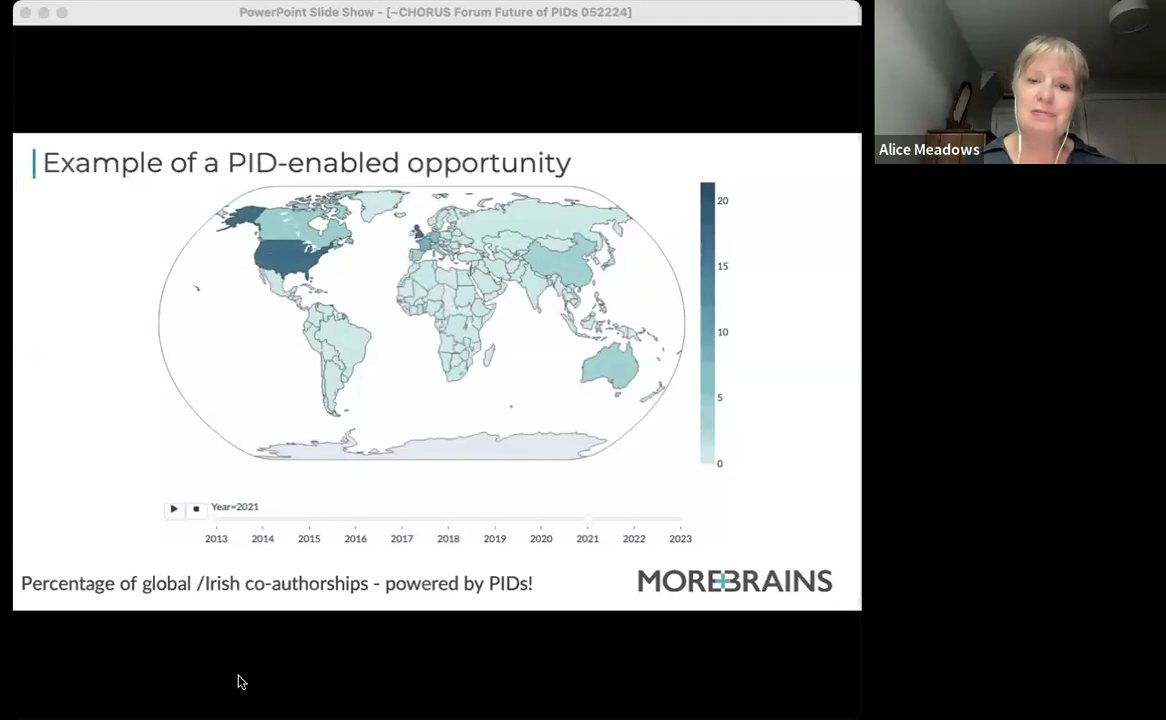 PowerPoint Slide Show - [~CHORUS Forum Future of PIDs 052224]
Alice Meadows
Example of a PID-enabled opportunity
20
15
10
5
0
Year=2021
2013 2014 2015 2016 2017 2018 2019 2020 2021 2022 2023
Percentage of global /Irish co-authorships - powered by PIDs!
MORE+BRAINS